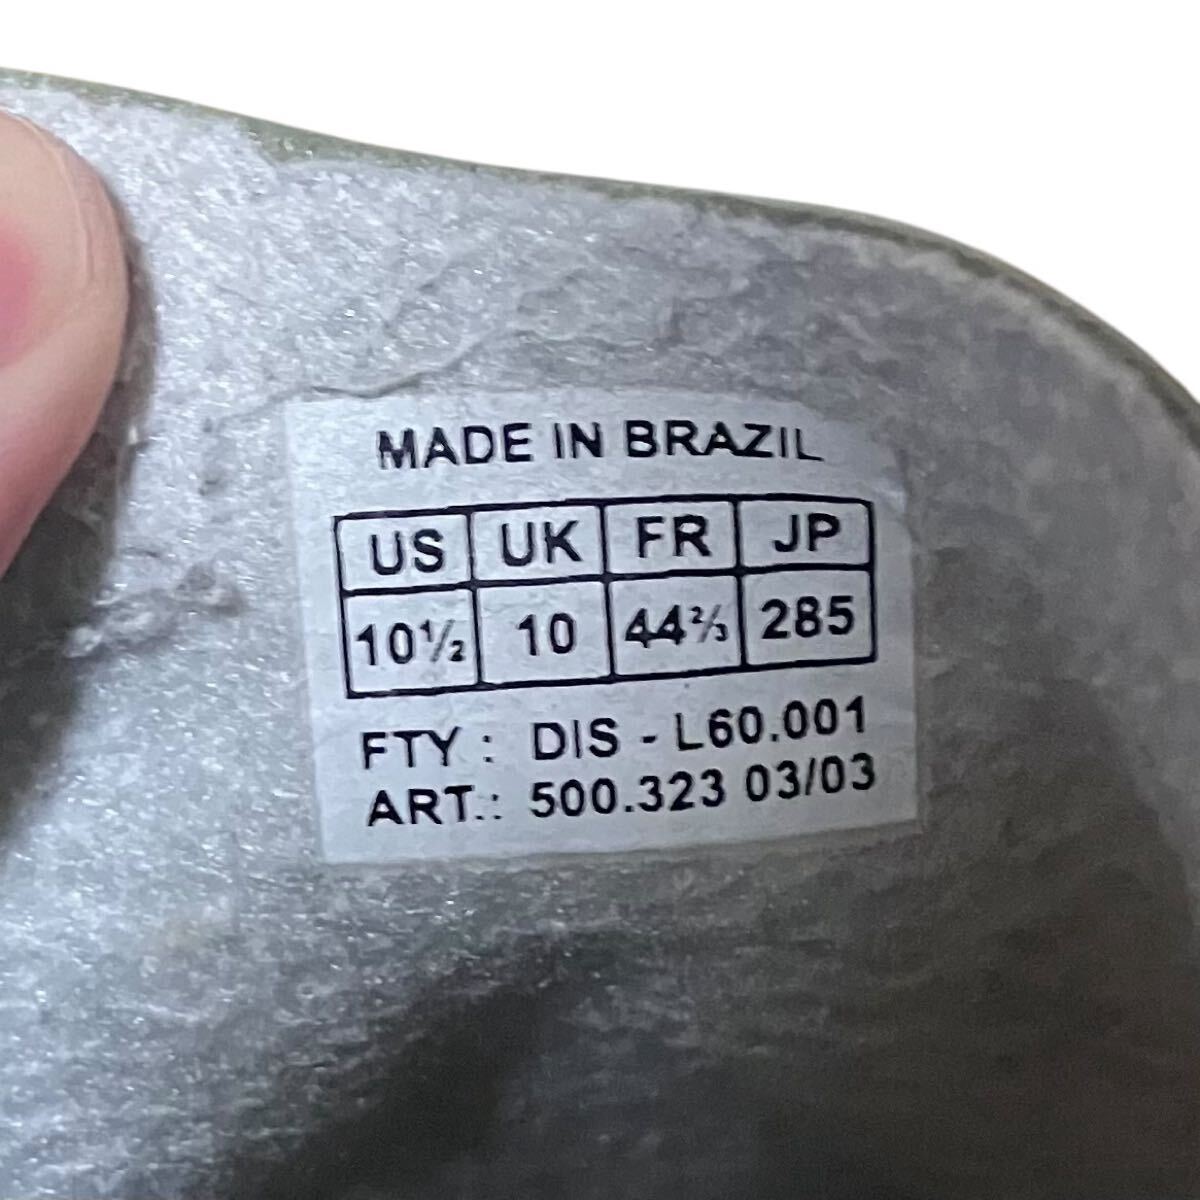 MADE IN BRAZIL
US UK FR JP
10½ 10 44⅔ 285
FTY : DIS - L60.001
ART.: 500.323 03/03